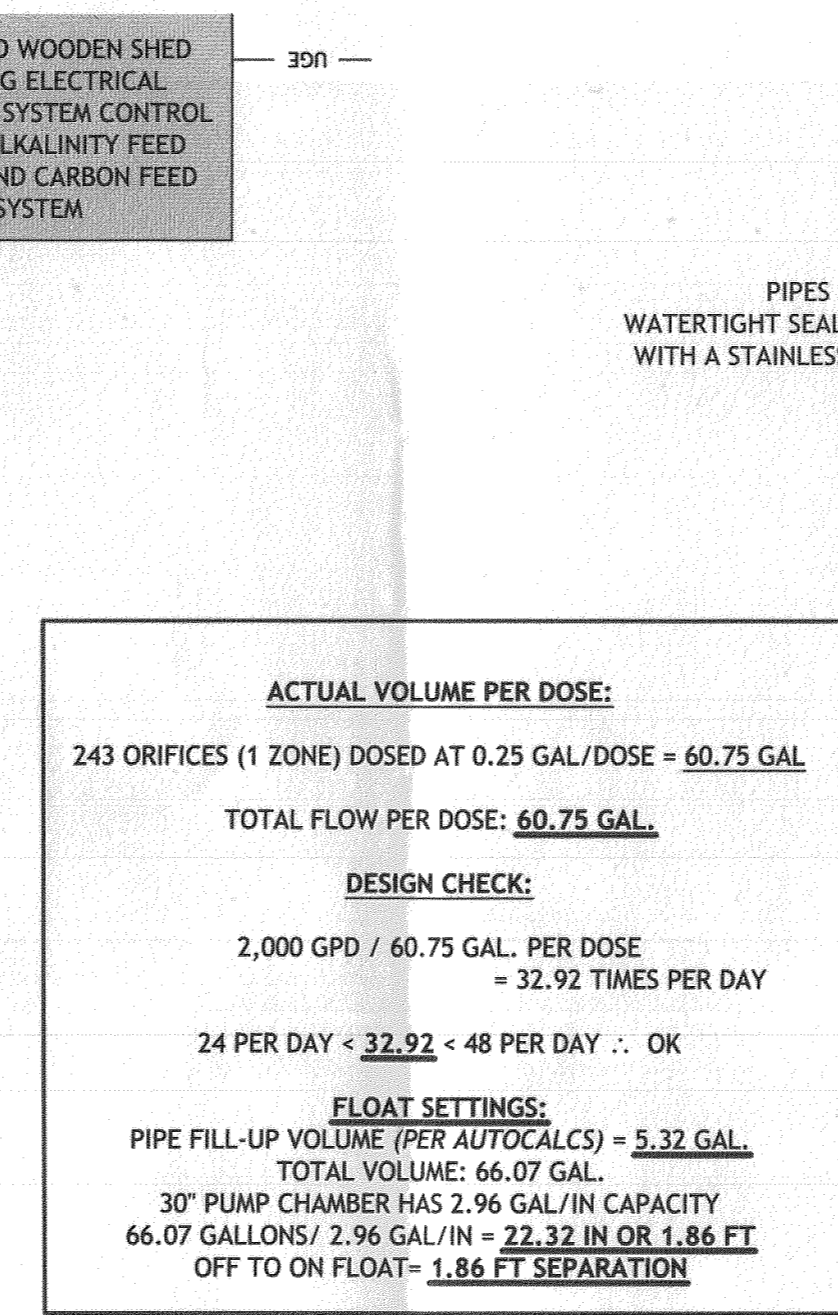 D WOODEN SHED
G ELECTRICAL
SYSTEM CONTROL
LKALINITY FEED
ND CARBON FEED
SYSTEM
UGE
PIPES
WATERTIGHT SEAL
WITH A STAINLESS
ACTUAL VOLUME PER DOSE:
243 ORIFICES (1 ZONE) DOSED AT 0.25 GAL/DOSE = 60.75 GAL
TOTAL FLOW PER DOSE: 60.75 GAL.
DESIGN CHECK:
2,000 GPD / 60.75 GAL. PER DOSE
= 32.92 TIMES PER DAY
24 PER DAY < 32.92 < 48 PER DAY ∴ OK
FLOAT SETTINGS:
PIPE FILL-UP VOLUME (PER AUTOCALCS) = 5.32 GAL.
TOTAL VOLUME: 66.07 GAL.
30" PUMP CHAMBER HAS 2.96 GAL/IN CAPACITY
66.07 GALLONS/ 2.96 GAL/IN = 22.32 IN OR 1.86 FT
OFF TO ON FLOAT= 1.86 FT SEPARATION